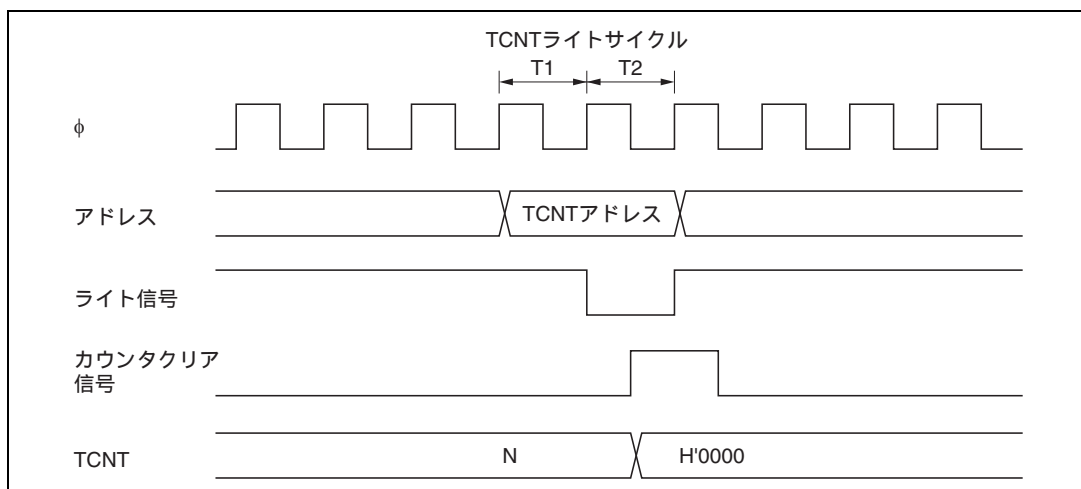 TCNTライトサイクル
T1 T2
φ
アドレス
TCNTアドレス
ライト信号
カウンタクリア
信号
TCNT
N
H'0000